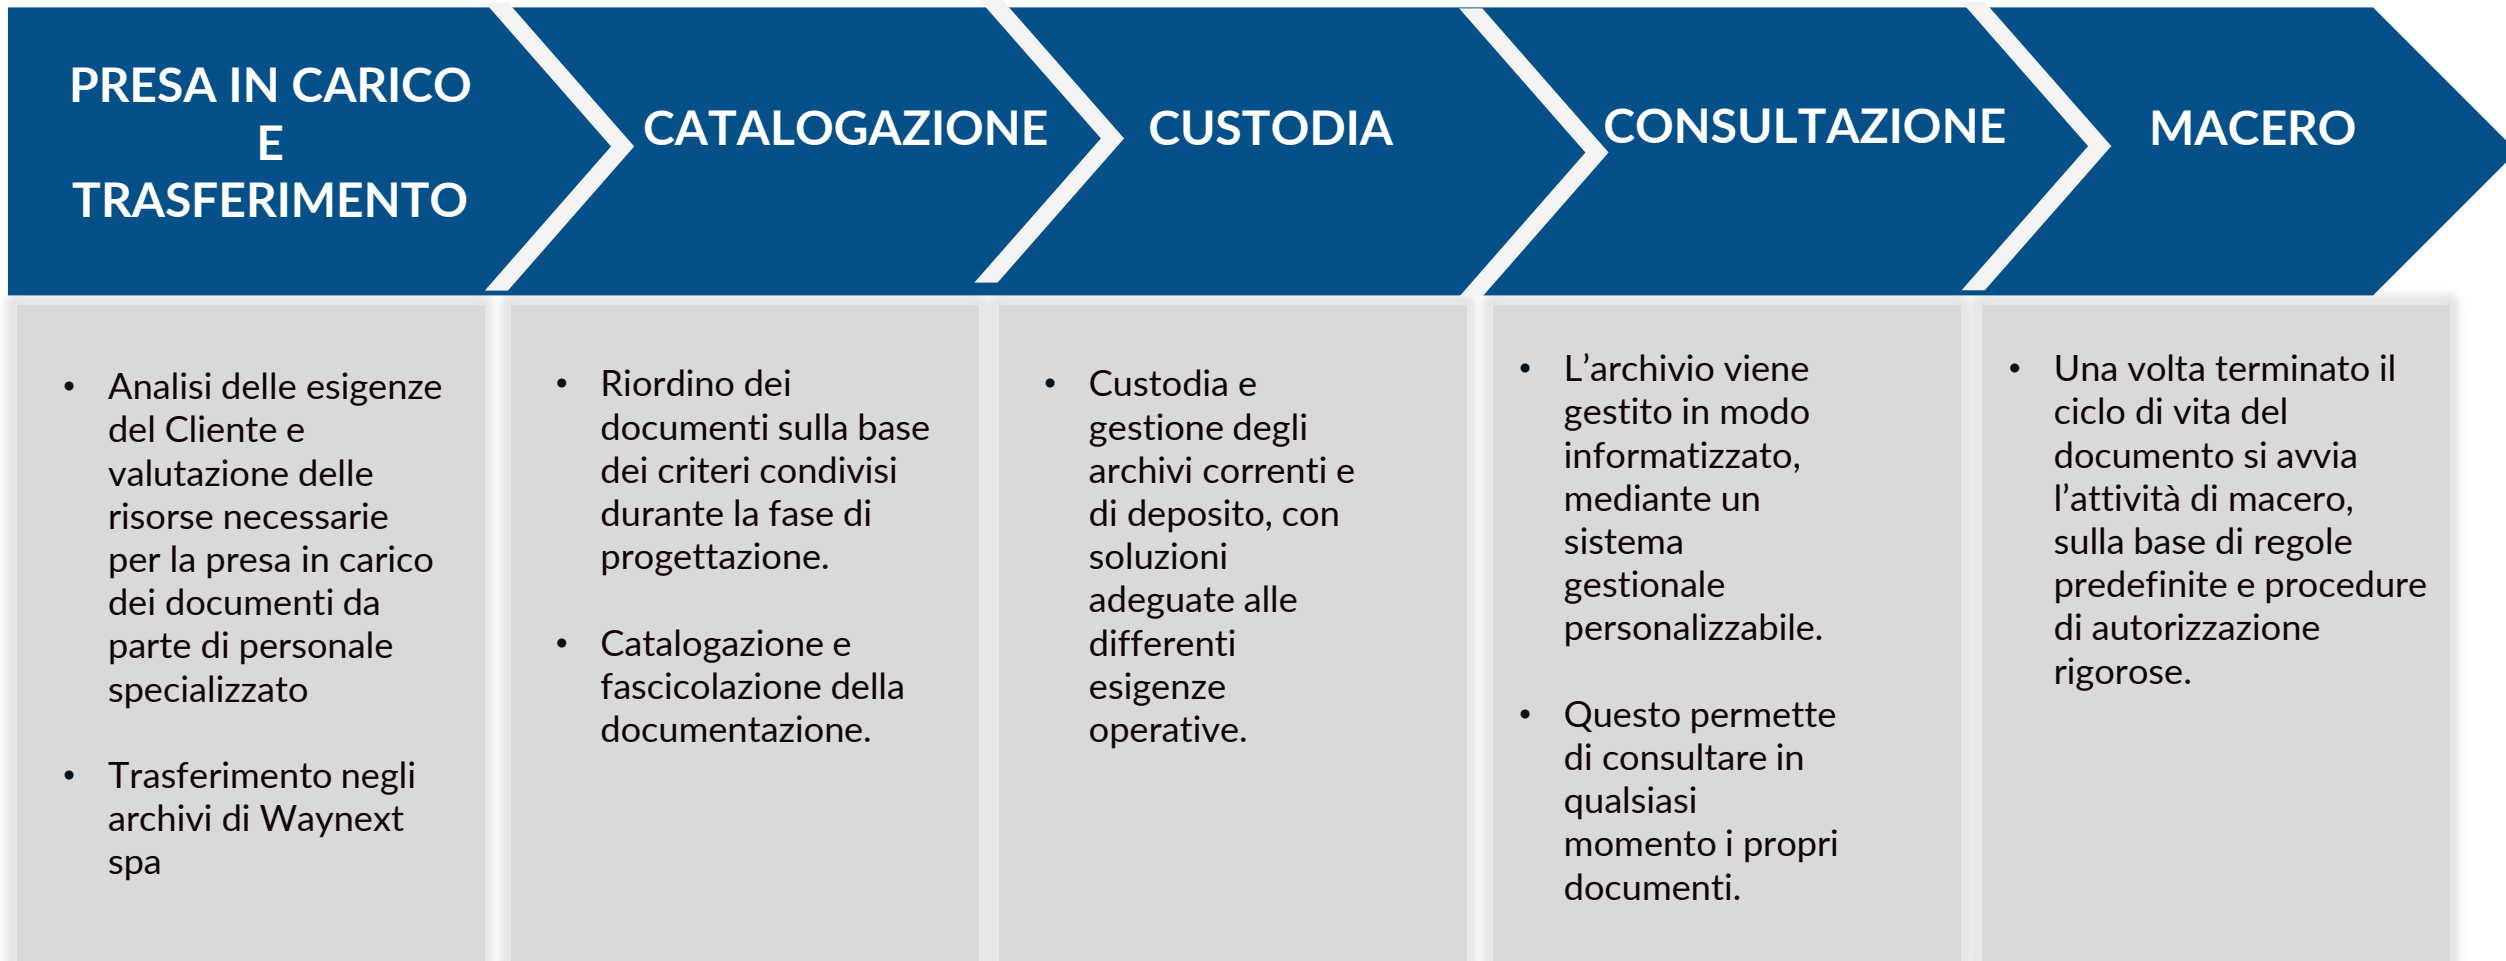 PRESA IN CARICO
E
TRASFERIMENTO
CATALOGAZIONE
CUSTODIA
CONSULTAZIONE
MACERO
• Analisi delle esigenze
del Cliente e
valutazione delle
risorse necessarie
per la presa in carico
dei documenti da
parte di personale
specializzato
• Trasferimento negli
archivi di Waynext
spa
• Riordino dei
documenti sulla base
dei criteri condivisi
durante la fase di
progettazione.
• Catalogazione e
fascicolazione della
documentazione.
• Custodia e
gestione degli
archivi correnti e
di deposito, con
soluzioni
adeguate alle
differenti
esigenze
operative.
• L’archivio viene
gestito in modo
informatizzato,
mediante un
sistema
gestionale
personalizzabile.
• Questo permette
di consultare in
qualsiasi
momento i propri
documenti.
• Una volta terminato il
ciclo di vita del
documento si avvia
l’attività di macero,
sulla base di regole
predefinite e procedure
di autorizzazione
rigorose.